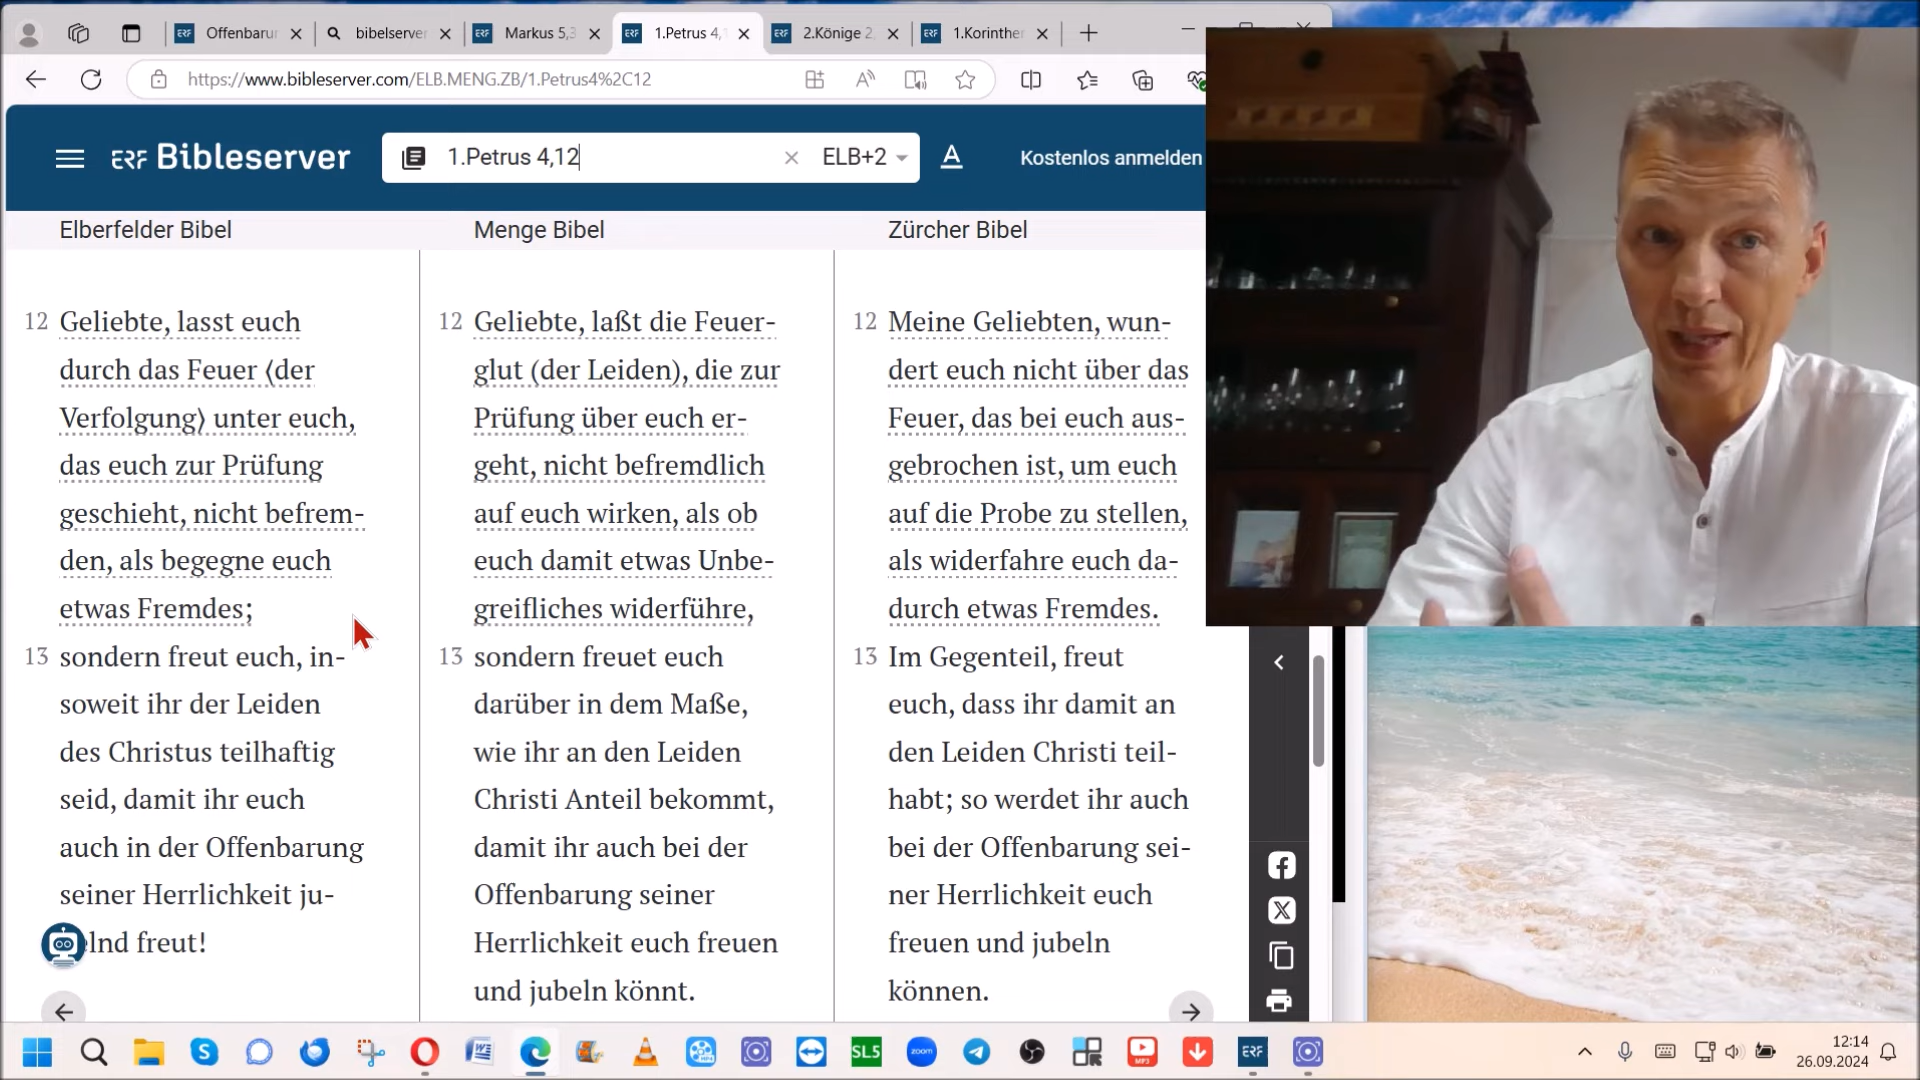 Offenbaru
bibelserver
Markus 5,3
1.Petrus 4,
2.Könige 2
1.Korinthe
https://www.bibleserver.com/ELB.MENG.ZB/1.Petrus4%2C12
ERF Bibleserver
1.Petrus 4,12
ELB+2
A
Kostenlos anmelden
Elberfelder Bibel
12 Geliebte, lasst euch
durch das Feuer ⟨der
Verfolgung⟩ unter euch,
das euch zur Prüfung
geschieht, nicht befrem-
den, als begegne euch
etwas Fremdes;
13 sondern freut euch, in-
soweit ihr der Leiden
des Christus teilhaftig
seid, damit ihr euch
auch in der Offenbarung
seiner Herrlichkeit ju-
elnd freut!
Menge Bibel
12 Geliebte, laßt die Feuer-
glut (der Leiden), die zur
Prüfung über euch er-
geht, nicht befremdlich
auf euch wirken, als ob
euch damit etwas Unbe-
greifliches widerführe,
13 sondern freuet euch
darüber in dem Maße,
wie ihr an den Leiden
Christi Anteil bekommt,
damit ihr auch bei der
Offenbarung seiner
Herrlichkeit euch freuen
und jubeln könnt.
Zürcher Bibel
12 Meine Geliebten, wun-
dert euch nicht über das
Feuer, das bei euch aus-
gebrochen ist, um euch
auf die Probe zu stellen,
als widerfahre euch da-
durch etwas Fremdes.
13 Im Gegenteil, freut
euch, dass ihr damit an
den Leiden Christi teil-
habt; so werdet ihr auch
bei der Offenbarung sei-
ner Herrlichkeit euch
freuen und jubeln
können.
SL5
zoom
MP3
ERF
12:14
26.09.2024